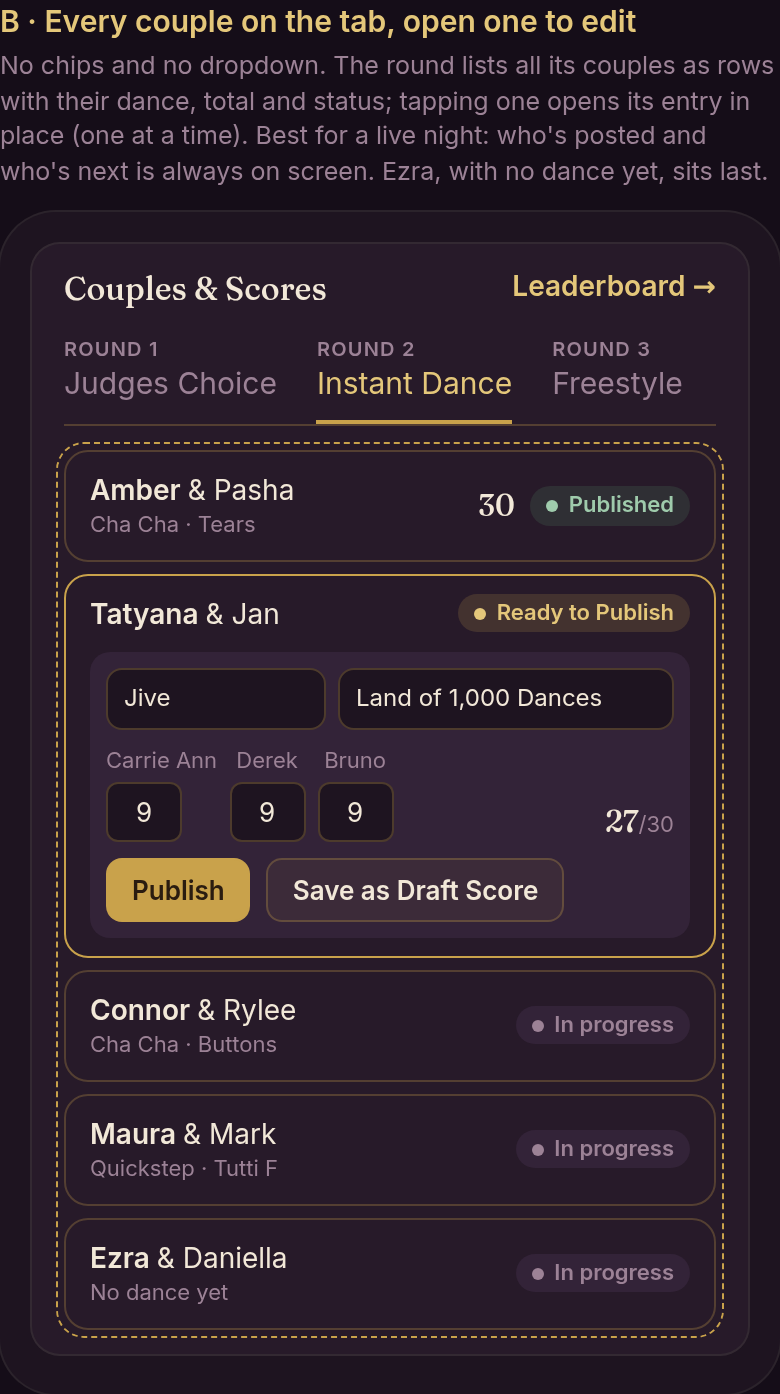 B · Every couple on the tab, open one to edit
No chips and no dropdown. The round lists all its couples as rows
with their dance, total and status; tapping one opens its entry in
place (one at a time). Best for a live night: who's posted and
who's next is always on screen. Ezra, with no dance yet, sits last.
Couples & Scores
Leaderboard →
ROUND 1
Judges Choice
ROUND 2
Instant Dance
ROUND 3
Freestyle
Amber & Pasha
Cha Cha · Tears
30
Published
Tatyana & Jan
Ready to Publish
Jive
Land of 1,000 Dances
Carrie Ann
Derek
Bruno
9
9
9
27/30
Publish
Save as Draft Score
Connor & Rylee
Cha Cha · Buttons
In progress
Maura & Mark
Quickstep · Tutti F
In progress
Ezra & Daniella
No dance yet
In progress